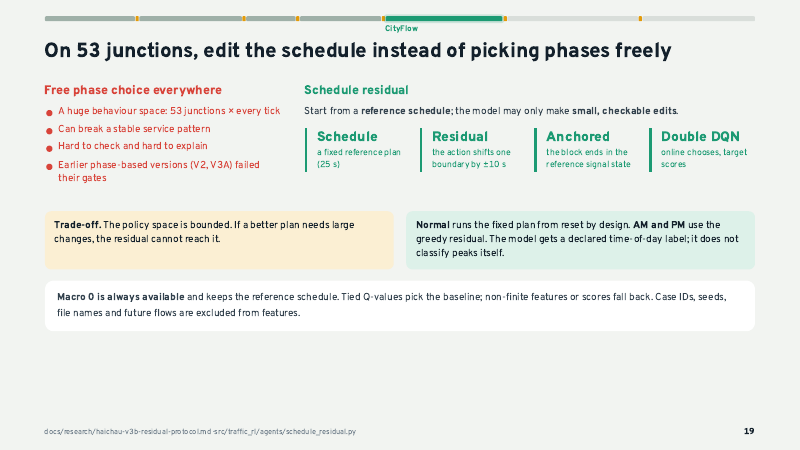 CityFlow
On 53 junctions, edit the schedule instead of picking phases freely
Free phase choice everywhere
A huge behaviour space: 53 junctions × every tick
Can break a stable service pattern
Hard to check and hard to explain
Earlier phase-based versions (V2, V3A) failed
their gates
Schedule residual
Start from a reference schedule; the model may only make small, checkable edits.
Schedule
a fixed reference plan
(25 s)
Residual
the action shifts one
boundary by ±10 s
Anchored
the block ends in the
reference signal state
Double DQN
online chooses, target
scores
Trade-off. The policy space is bounded. If a better plan needs large
changes, the residual cannot reach it.
Normal runs the fixed plan from reset by design. AM and PM use the
greedy residual. The model gets a declared time-of-day label; it does not
classify peaks itself.
Macro 0 is always available and keeps the reference schedule. Tied Q-values pick the baseline; non-finite features or scores fall back. Case IDs, seeds,
file names and future flows are excluded from features.
docs/research/haichau-v3b-residual-protocol.md · src/traffic_rl/agents/schedule_residual.py
19